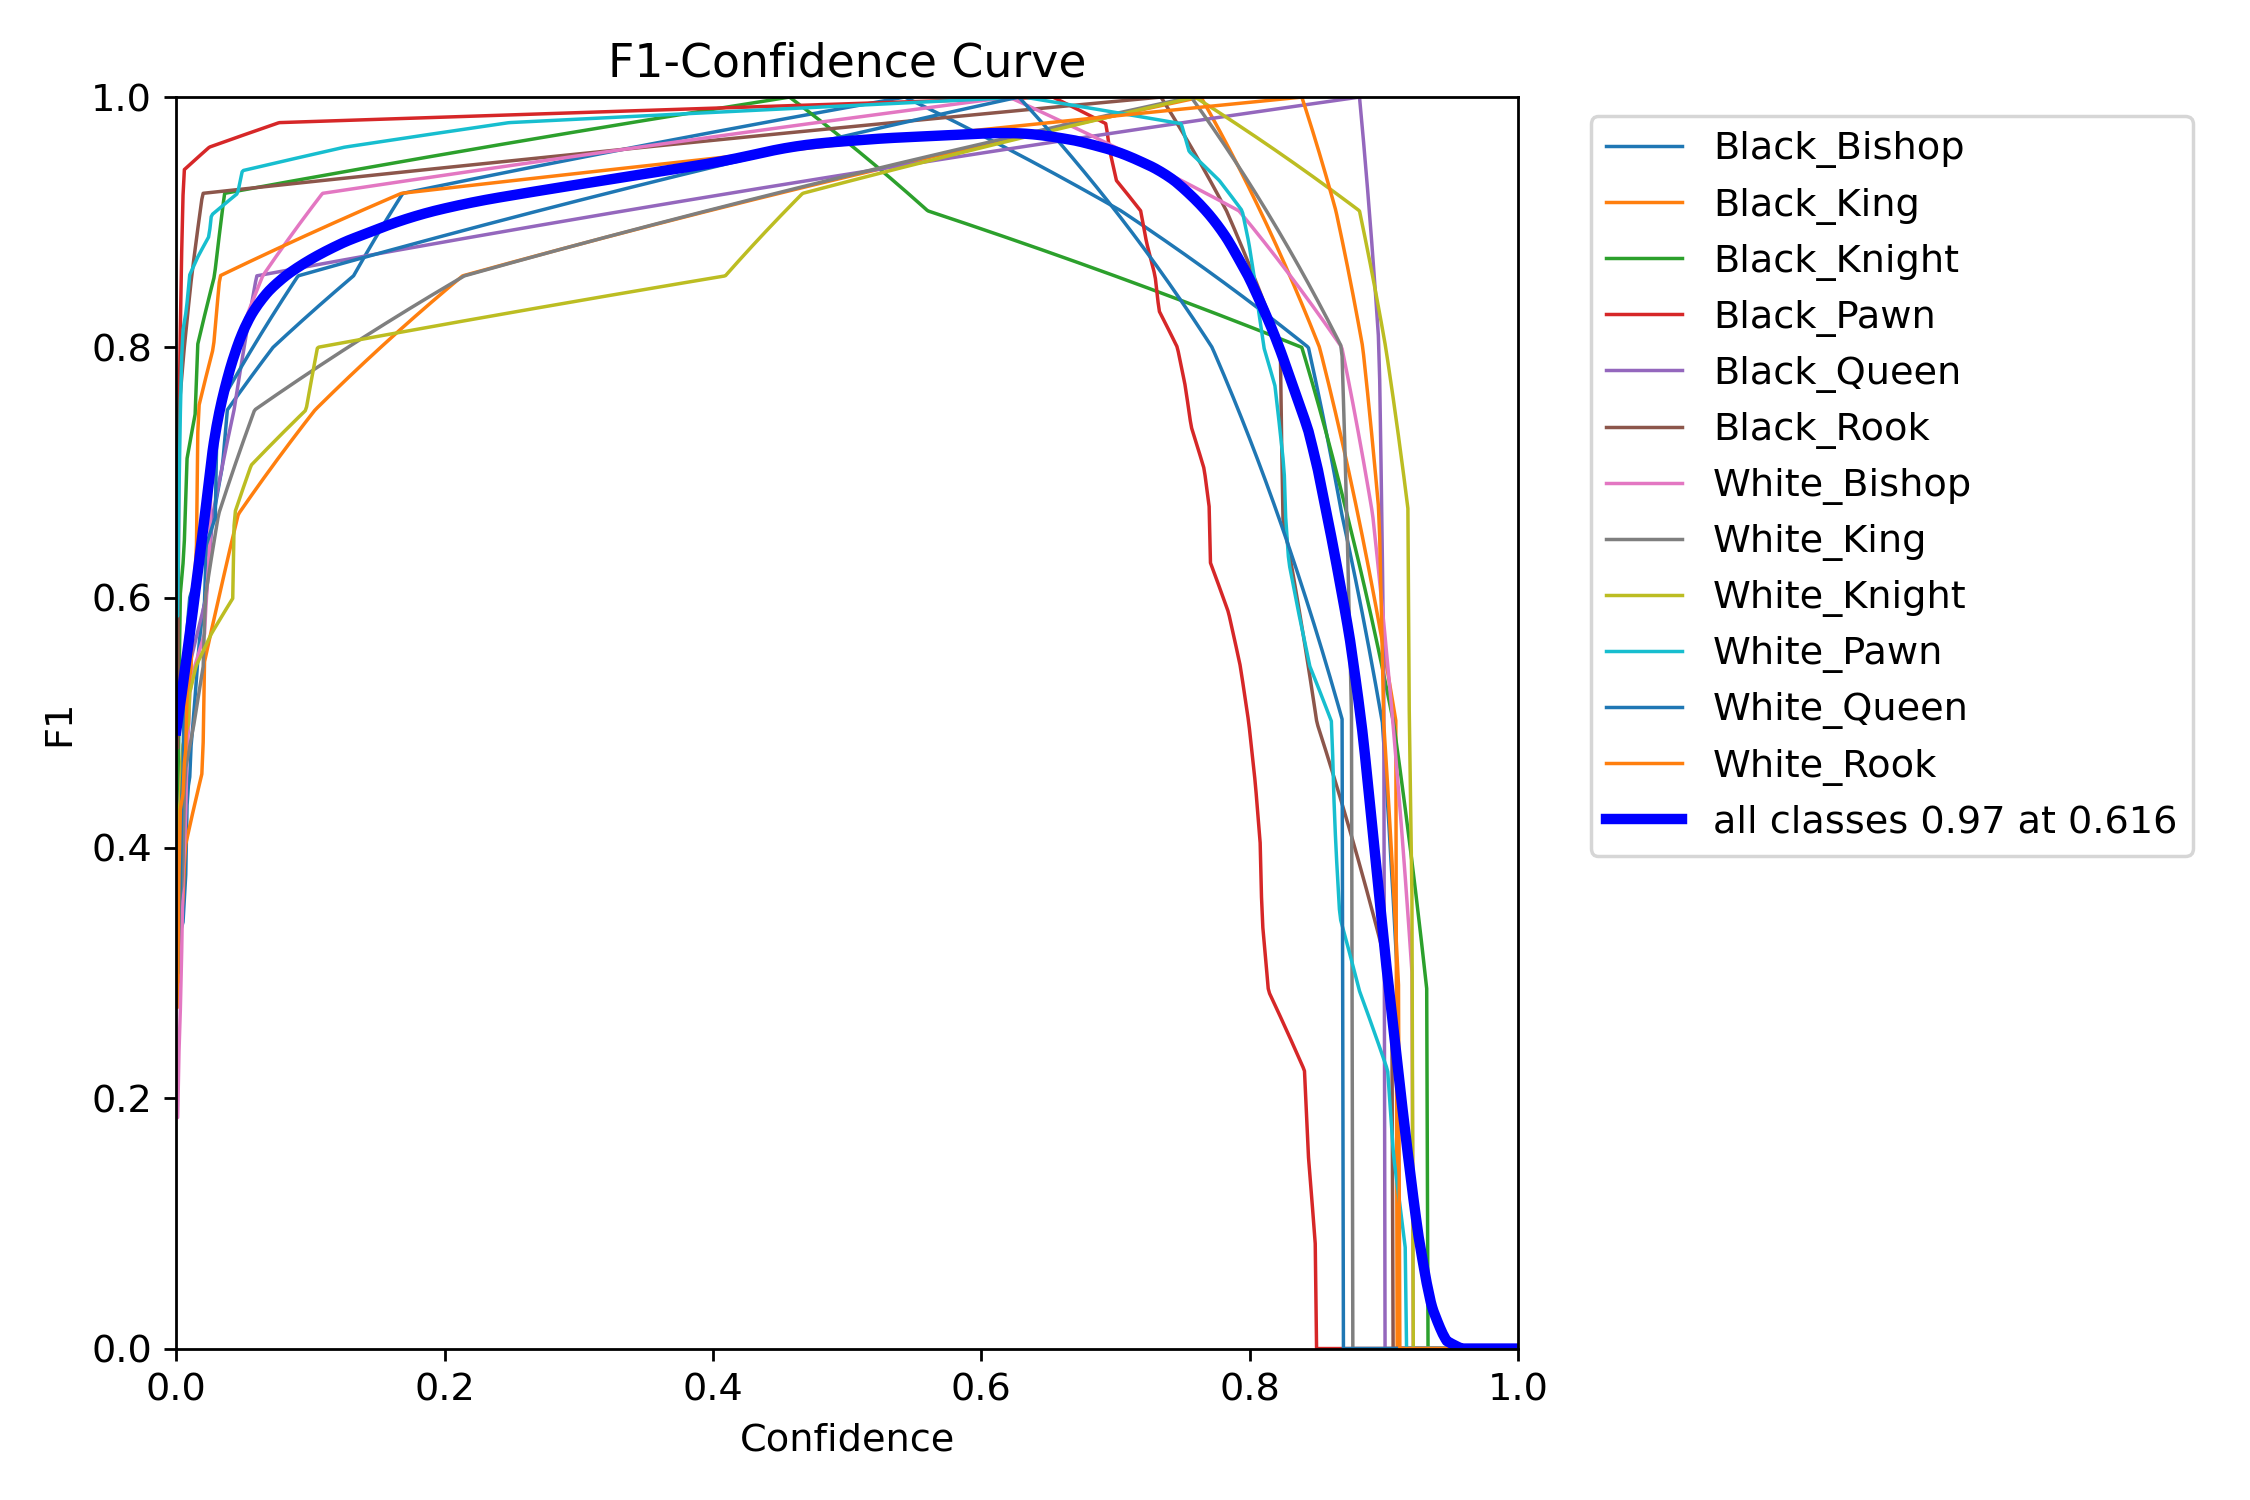 F1-Confidence Curve
1.0
0.8
0.6
0.4
0.2
0.0
F1
0.0 0.2 0.4 0.6 0.8 1.0
Confidence
Black_Bishop
Black_King
Black_Knight
Black_Pawn
Black_Queen
Black_Rook
White_Bishop
White_King
White_Knight
White_Pawn
White_Queen
White_Rook
all classes 0.97 at 0.616